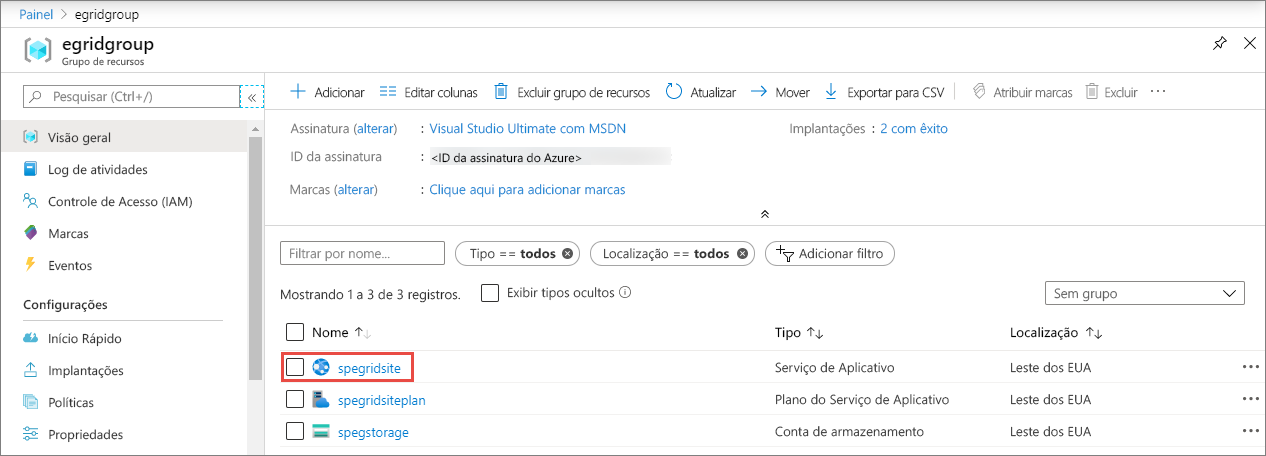 Painel > egridgroup
egridgroup
Grupo de recursos
Pesquisar (Ctrl+/)
«
Visão geral
Log de atividades
Controle de Acesso (IAM)
Marcas
Eventos
Configurações
Início Rápido
Implantações
Políticas
Propriedades
Adicionar Editar colunas Excluir grupo de recursos Atualizar Mover Exportar para CSV Atribuir marcas Excluir ...
Assinatura (alterar) : Visual Studio Ultimate com MSDN Implantações : 2 com êxito
ID da assinatura : <ID da assinatura do Azure>
Marcas (alterar) : Clique aqui para adicionar marcas
Filtrar por nome... Tipo == todos Localização == todos Adicionar filtro
Mostrando 1 a 3 de 3 registros. Exibir tipos ocultos Sem grupo
Nome ↑↓ Tipo ↑↓ Localização ↑↓
spegridsite Serviço de Aplicativo Leste dos EUA ...
spegridsiteplan Plano do Serviço de Aplicativo Leste dos EUA ...
spegstorage Conta de armazenamento Leste dos EUA ...